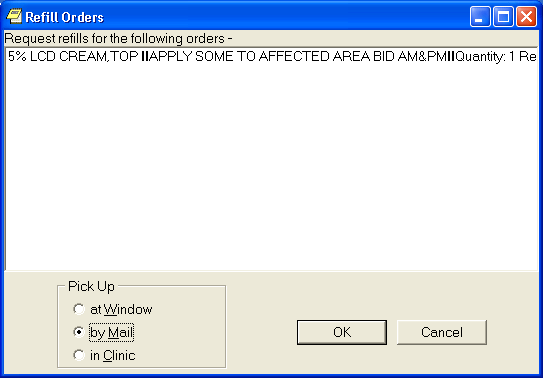 Refill Orders
Request refills for the following orders -
5% LCD CREAM,TOP ||APPLY SOME TO AFFECTED AREA BID AM&PM||Quantity: 1 Re
Pick Up
at Window
by Mail
in Clinic
OK Cancel